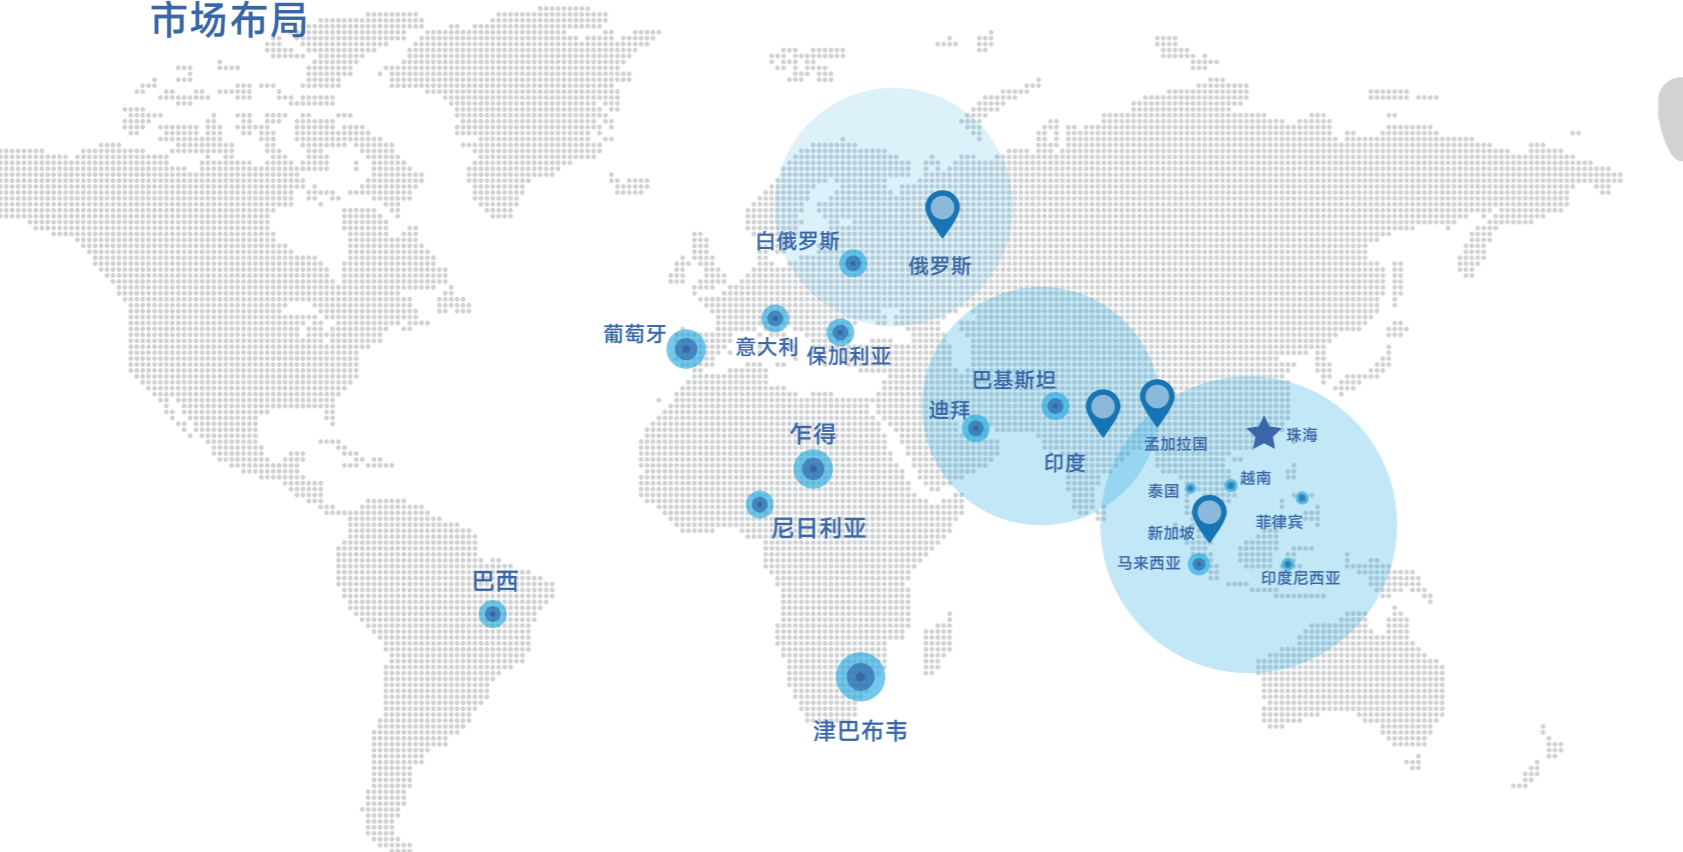 市场布局
白俄罗斯
俄罗斯
葡萄牙
意大利
保加利亚
巴基斯坦
迪拜
乍得
印度
孟加拉国
珠海
泰国
越南
尼日利亚
新加坡
菲律宾
马来西亚
印度尼西亚
巴西
津巴布韦